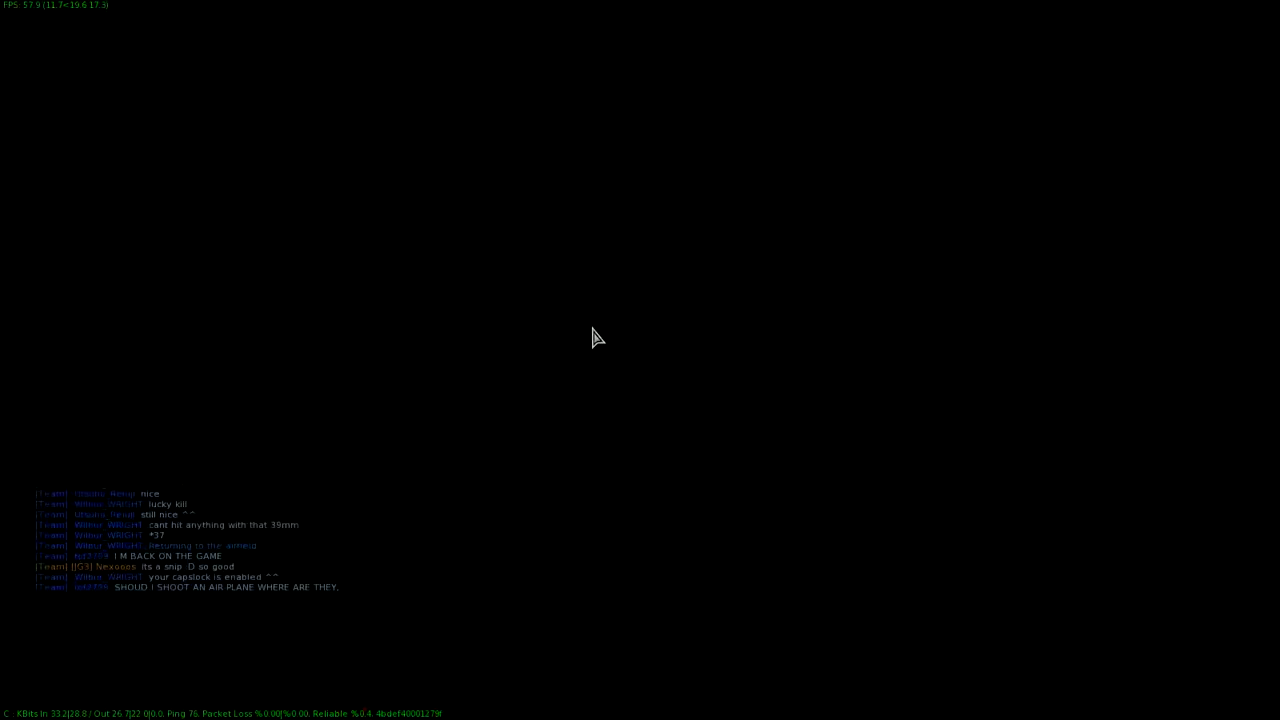 FPS: 57.9 (11.7<19.6 17.3)
[Team] nice
[Team] Wilbur_WRIGHT lucky kill
[Team] still nice ^^
[Team] Wilbur_WRIGHT cant hit anything with that 39mm
[Team] Wilbur_WRIGHT *37
[Team] Wilbur_WRIGHT Returning to the airfield
[Team] I M BACK ON THE GAME
[Team] [JG3] Nexooos its a snip :D so good
[Team] Wilbur_WRIGHT your capslock is enabled ^^
[Team] SHOUD I SHOOT AN AIR PLANE WHERE ARE THEY,
C KBits In 33.2|28.8 / Out 26.7|22.0|0.0, Ping 76, Packet Loss %0.00|%0.00, Reliable %0.4,